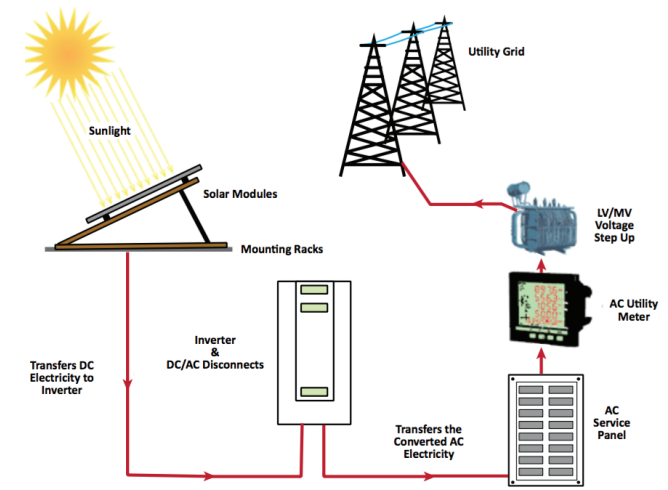 Sunlight
Utility Grid
Solar Modules
Mounting Racks
LV/MV
Voltage
Step Up
AC Utility
Meter
Inverter
&
DC/AC Disconnects
Transfers DC
Electricity to
Inverter
Transfers the
Converted AC
Electricity
AC
Service
Panel